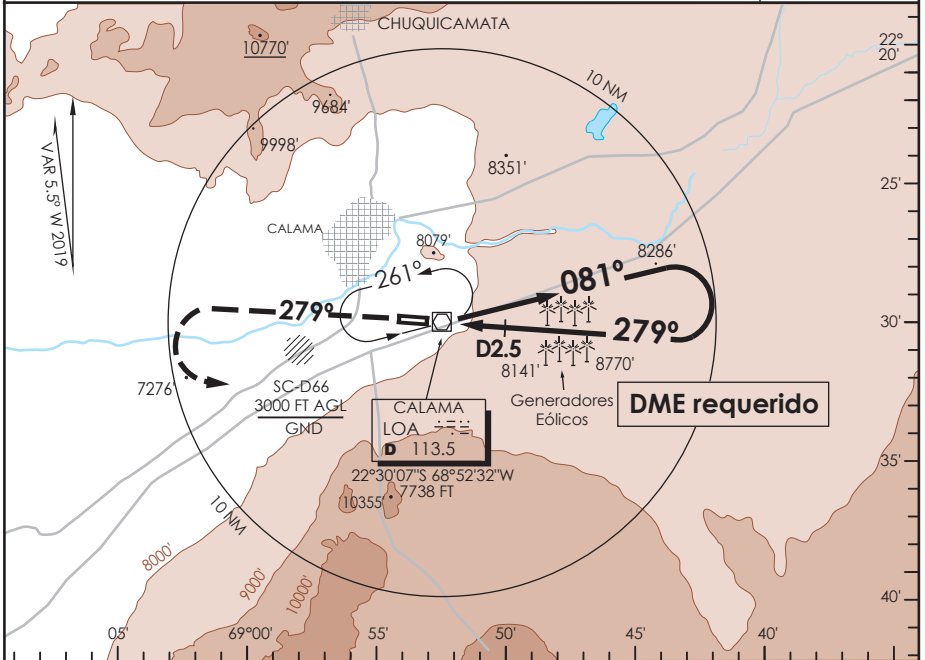 CHUQUICAMATA
10770'
22°
20'
10 NM
9684'
9998'
VAR 5.5° W 2019
8351'
25'
CALAMA
8079'
8286'
261°
081°
279°
30'
279°
D2.5
8141'
8770'
7276'
SC-D66
3000 FT AGL
GND
Generadores
Eólicos
DME requerido
CALAMA
LOA
D 113.5
22°30'07"S 68°52'32"W
7738 FT
35'
10355'
10 NM
8000'
9000'
10000'
40'
05'
69°00'
55'
50'
45'
40'